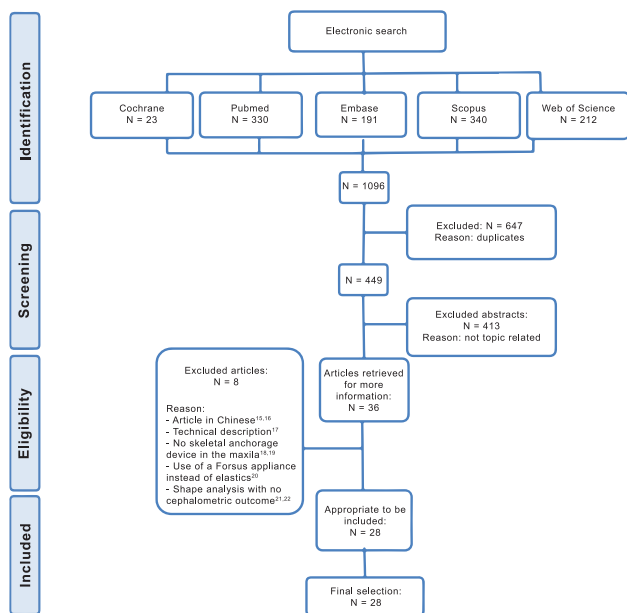 Identification
Electronic search
Cochrane
N = 23
Pubmed
N = 330
Embase
N = 191
Scopus
N = 340
Web of Science
N = 212
N = 1096
Screening
Excluded: N = 647
Reason: duplicates
N = 449
Excluded abstracts:
N = 413
Reason: not topic related
Eligibility
Articles retrieved
for more
information:
N = 36
Excluded articles:
N = 8
Reason:
- Article in Chinese15,16
- Technical description17
- No skeletal anchorage
device in the maxila18,19
- Use of a Forsus appliance
instead of elastics20
- Shape analysis with no
cephalometric outcome21,22
Included
Appropriate to be
included:
N = 28
Final selection:
N = 28